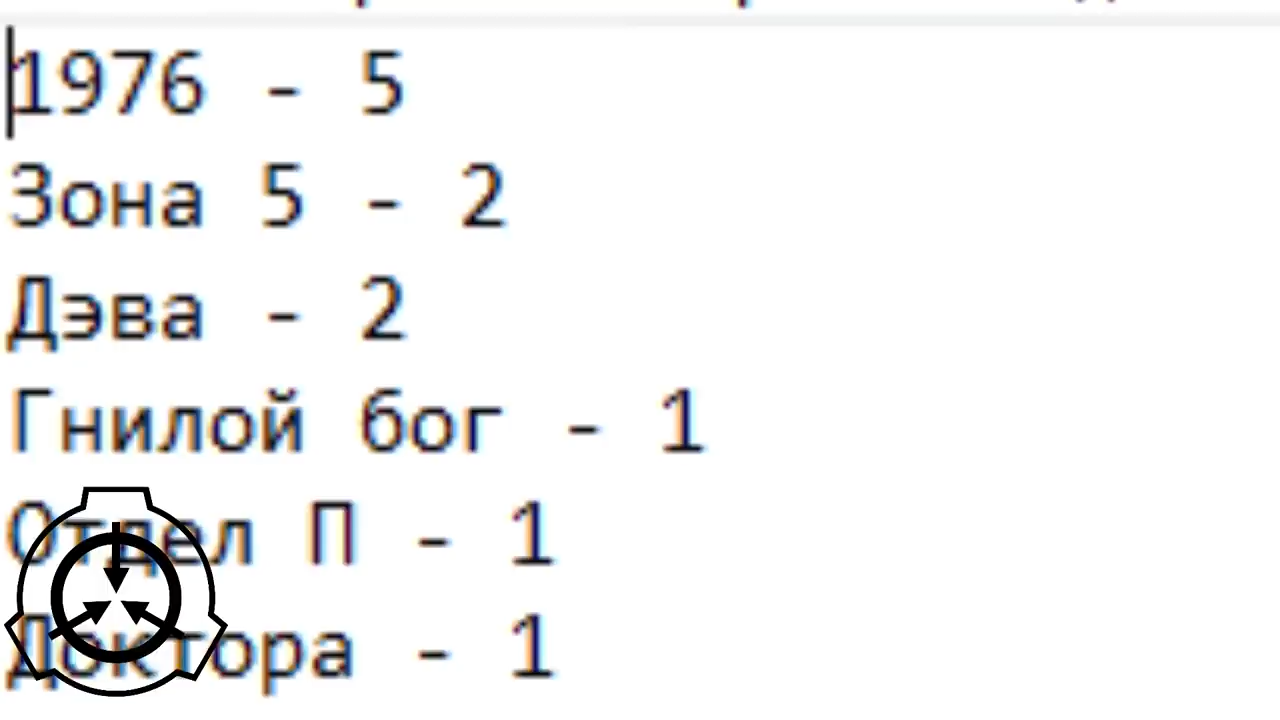 1976 - 5
Зона 5 - 2
Дэва - 2
Гнилой бог - 1
Отдел П - 1
Доктора - 1